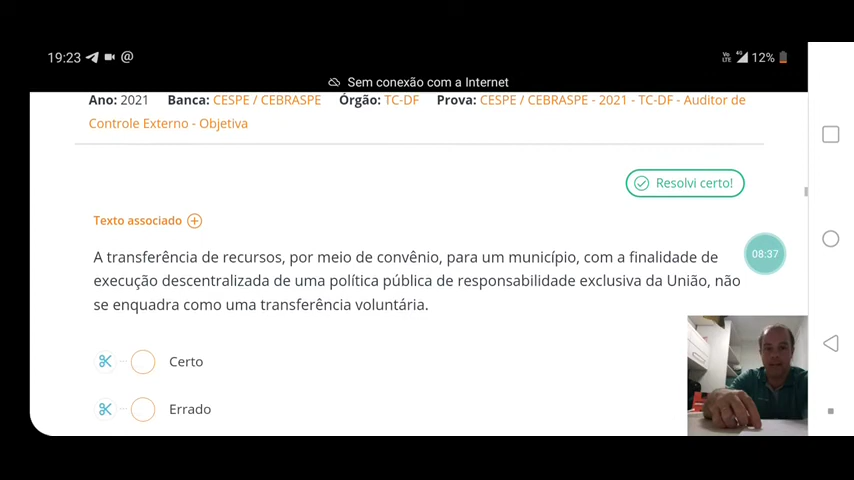 19:23 @ Vo LTE 4G 12%
Sem conexão com a Internet
Ano: 2021 Banca: CESPE / CEBRASPE Órgão: TC-DF Prova: CESPE / CEBRASPE - 2021 - TC-DF - Auditor de
Controle Externo - Objetiva
Resolvi certo!
Texto associado
A transferência de recursos, por meio de convênio, para um município, com a finalidade de
execução descentralizada de uma política pública de responsabilidade exclusiva da União, não
se enquadra como uma transferência voluntária.
08:37
Certo
Errado